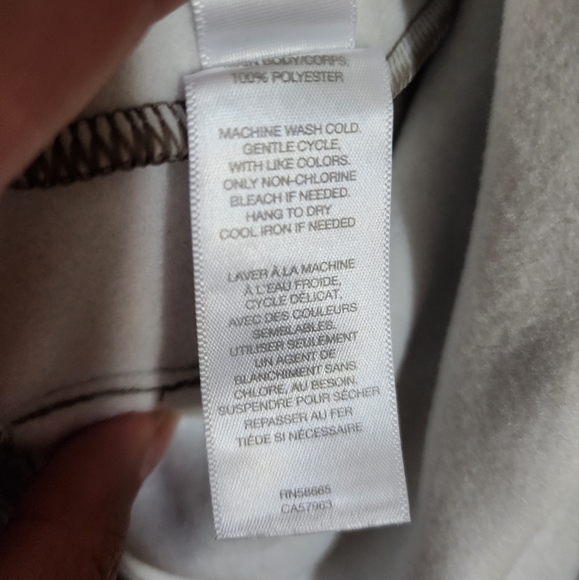 BODY/CORPS:
100% POLYESTER
MACHINE WASH COLD.
GENTLE CYCLE,
WITH LIKE COLORS.
ONLY NON-CHLORINE
BLEACH IF NEEDED.
HANG TO DRY
COOL IRON IF NEEDED
LAVER À LA MACHINE
À L'EAU FROIDE,
CYCLE DÉLICAT,
AVEC DES COULEURS
SEMBLABLES.
UTILISER SEULEMENT
UN AGENT DE
BLANCHIMENT SANS
CHLORE, AU BESOIN.
SUSPENDRE POUR SÉCHER
REPASSER AU FER
TIÈDE SI NÉCESSAIRE.
RN58665
CA57963